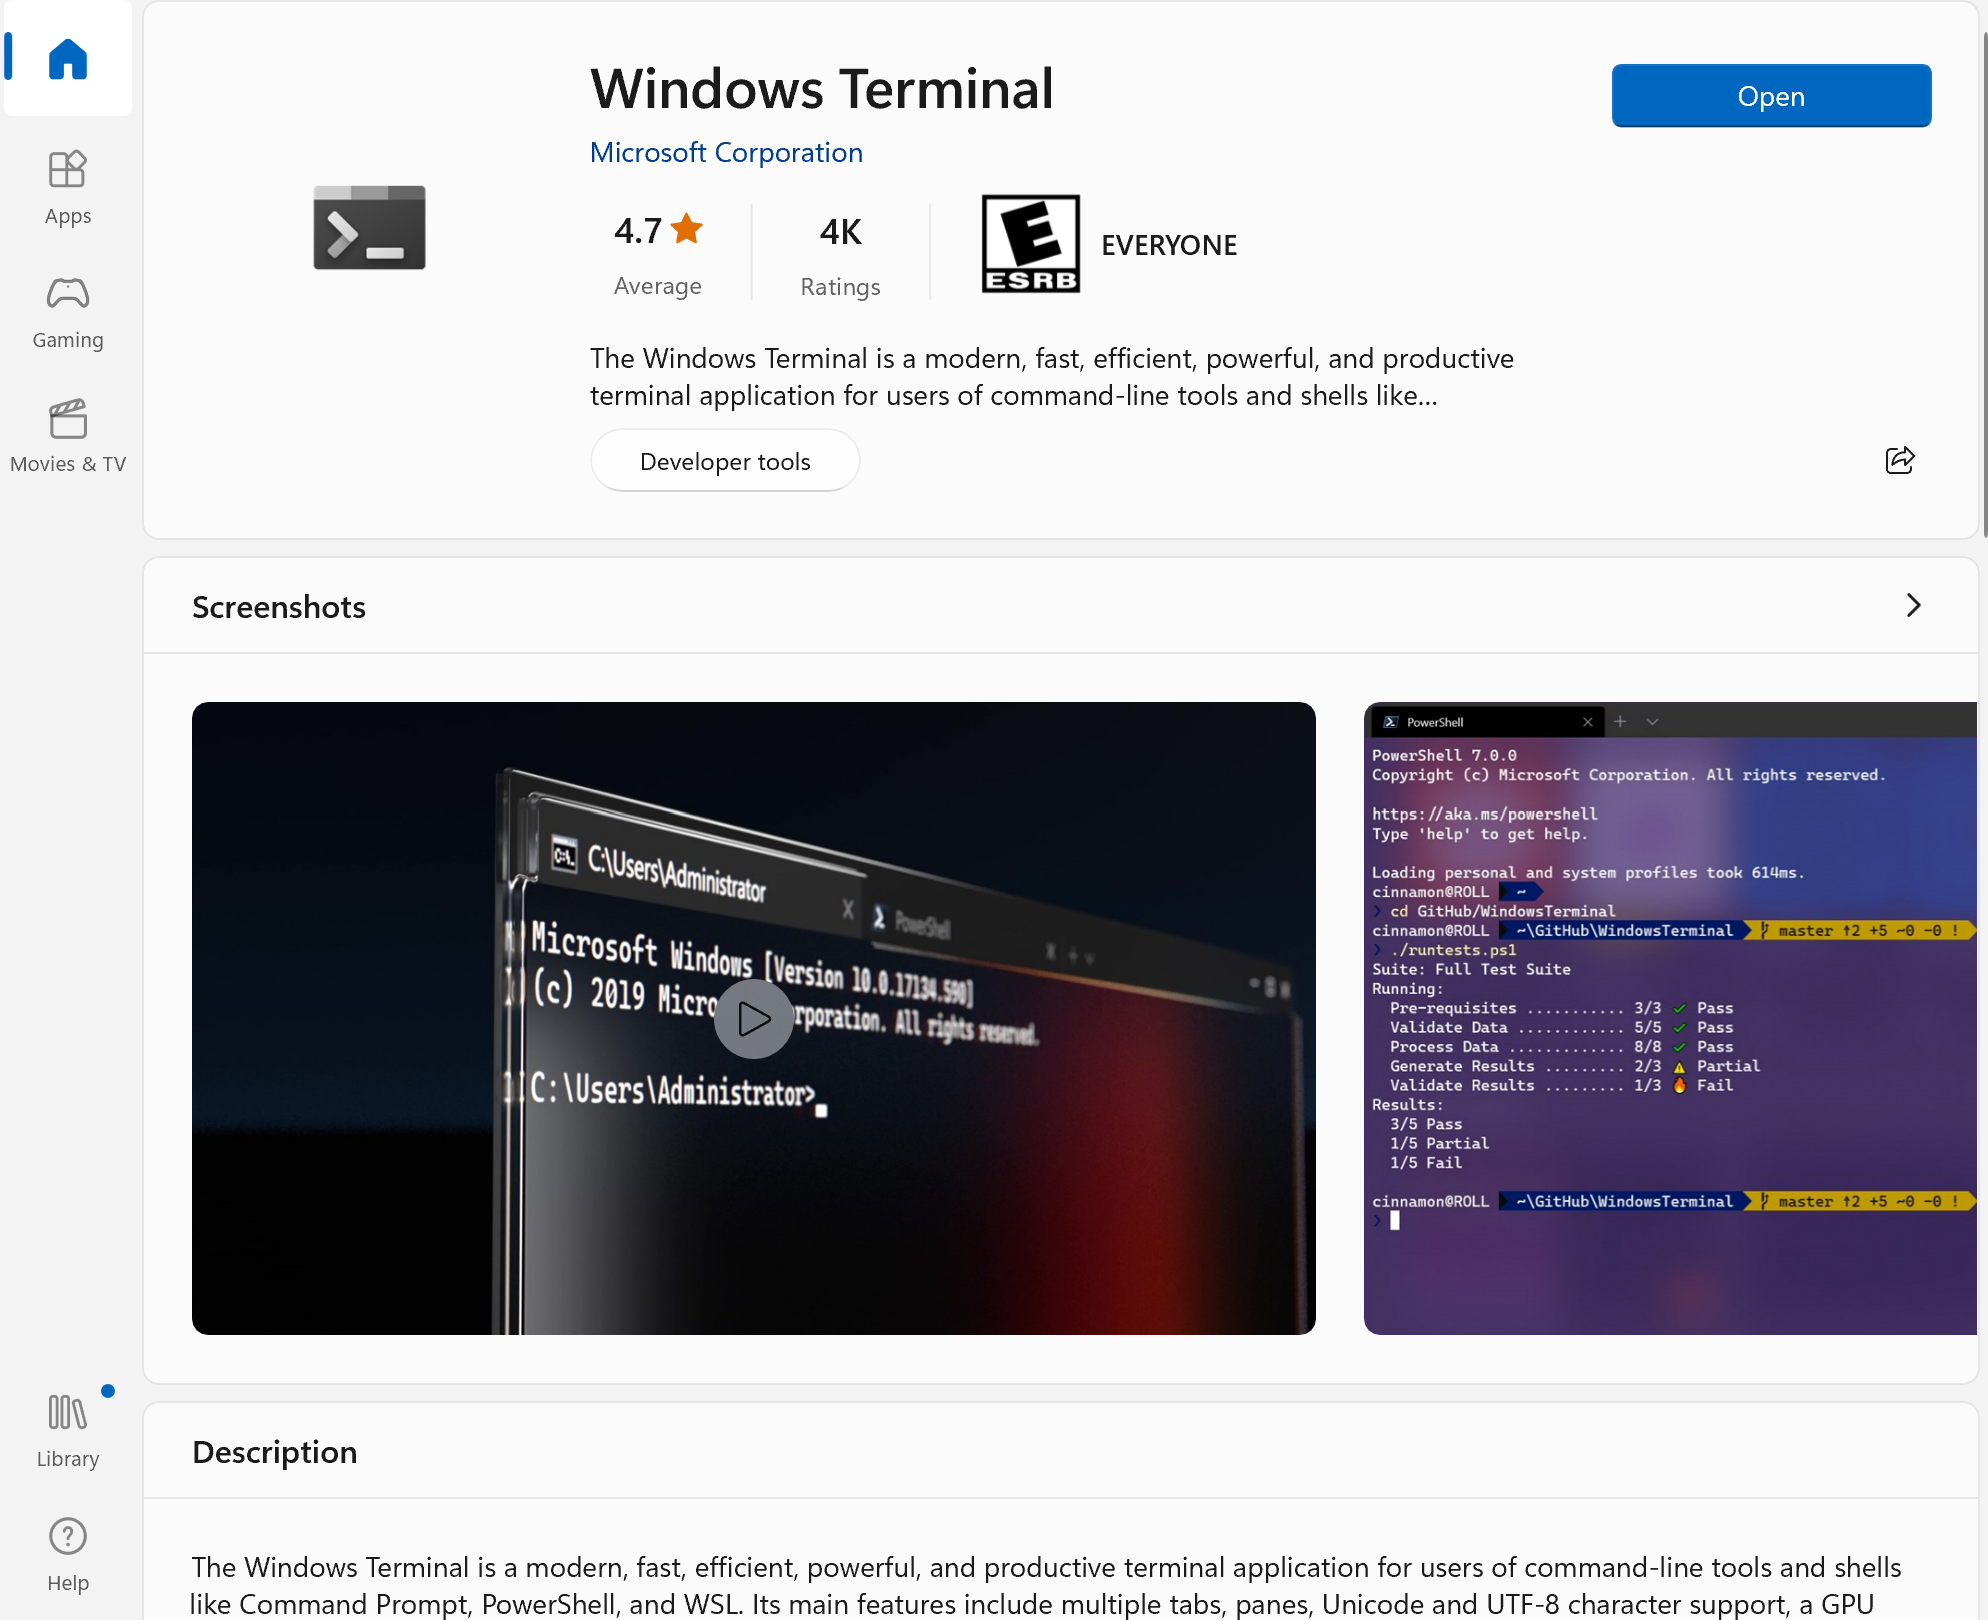 Windows Terminal
Open
Microsoft Corporation
4.7
Average
4K
Ratings
E
ESRB
EVERYONE
The Windows Terminal is a modern, fast, efficient, powerful, and productive
terminal application for users of command-line tools and shells like...
Developer tools
Apps
Gaming
Movies & TV
Library
Help
Screenshots
C:\Users\Administrator
PowerShell
Microsoft Windows [Version 10.0.17134.590]
(c) 2019 Micro rporation. All rights reserved.
C:\Users\Administrator>
PowerShell
PowerShell 7.0.0
Copyright (c) Microsoft Corporation. All rights reserved.
https://aka.ms/powershell
Type 'help' to get help.
Loading personal and system profiles took 614ms.
cinnamon@ROLL ~
> cd GitHub/WindowsTerminal
cinnamon@ROLL ~\GitHub\WindowsTerminal master ↑2 +5 ~0 -0 !
> ./runtests.ps1
Suite: Full Test Suite
Running:
Pre-requisites ........... 3/3 ✓ Pass
Validate Data ............ 5/5 ✓ Pass
Process Data ............. 8/8 ✓ Pass
Generate Results ......... 2/3 ⚠ Partial
Validate Results ......... 1/3 🔥 Fail
Results:
3/5 Pass
1/5 Partial
1/5 Fail
cinnamon@ROLL ~\GitHub\WindowsTerminal master ↑2 +5 ~0 -0 !
>
Description
The Windows Terminal is a modern, fast, efficient, powerful, and productive terminal application for users of command-line tools and shells
like Command Prompt, PowerShell, and WSL. Its main features include multiple tabs, panes, Unicode and UTF-8 character support, a GPU